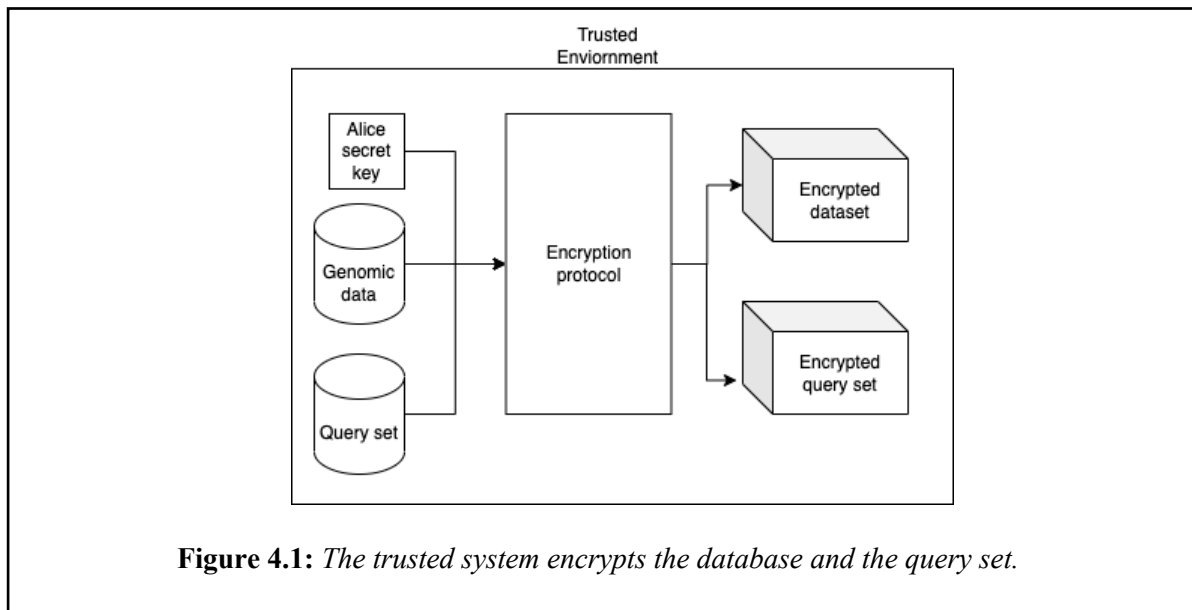 Trusted
Enviornment
Alice
secret
key
Genomic
data
Query set
Encryption
protocol
Encrypted
dataset
Encrypted
query set
Figure 4.1: The trusted system encrypts the database and the query set.